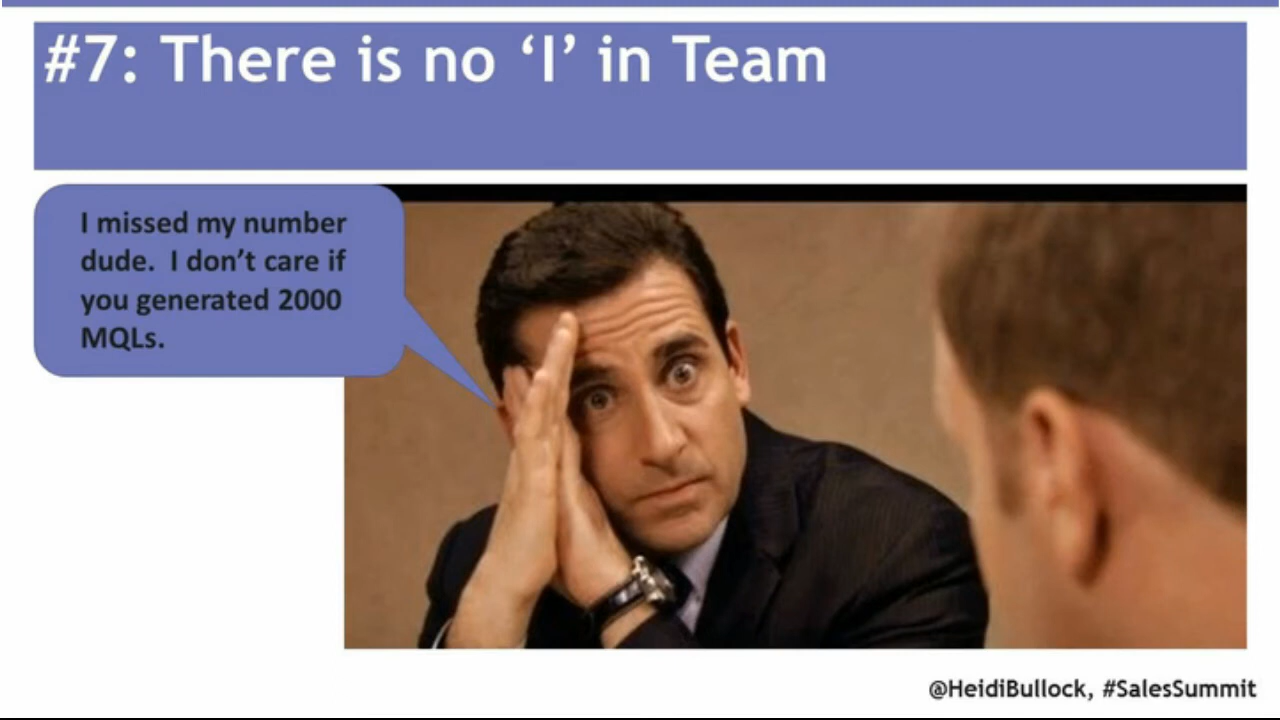 #7: There is no ‘I’ in Team
I missed my number
dude.  I don’t care if
you generated 2000
MQLs.
@HeidiBullock, #SalesSummit